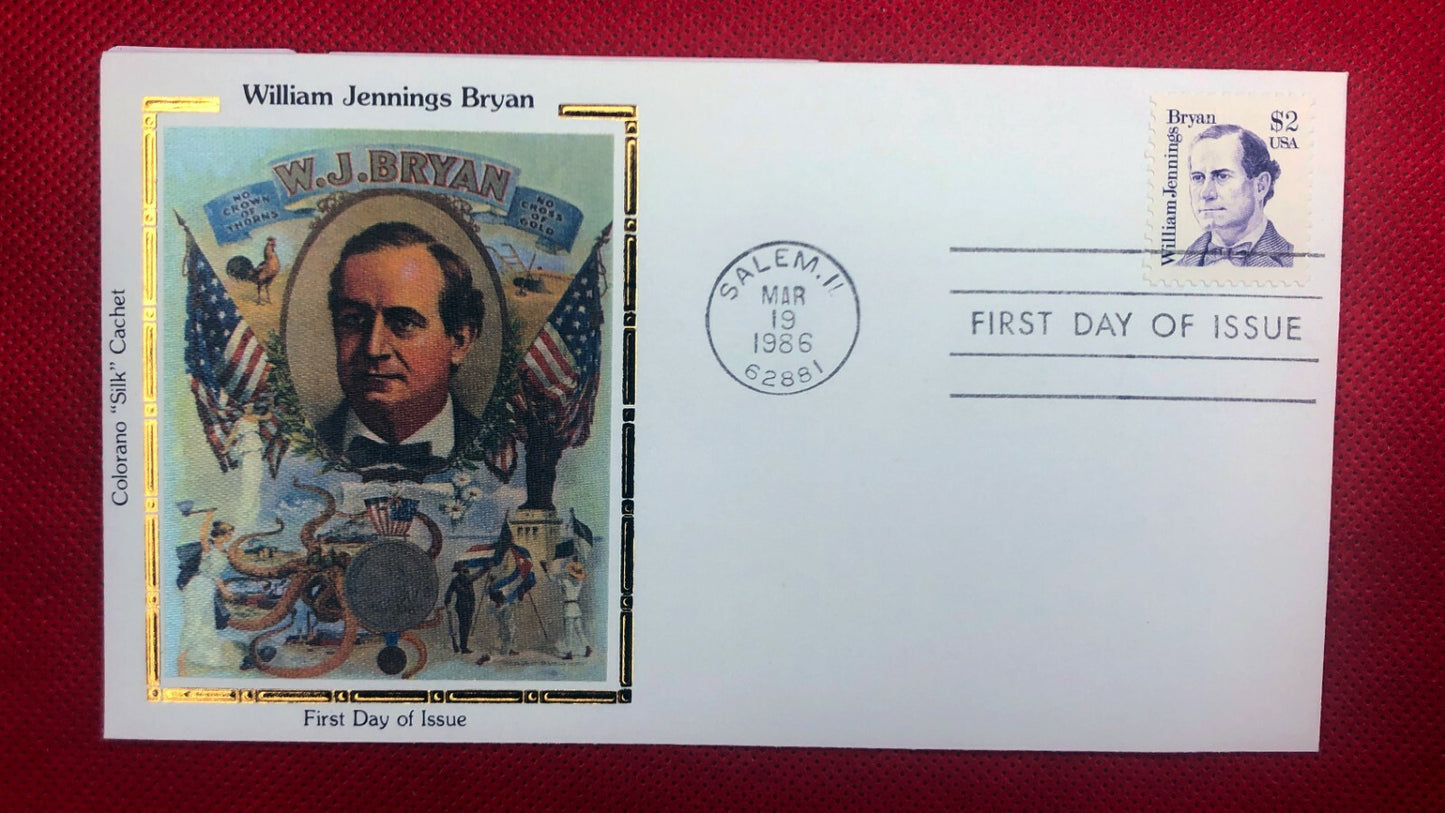 William Jennings Bryan
W.J.BRYAN
NO
CROWN
OF
THORNS
NO
CROSS
OF
GOLD
Colorano "Silk" Cachet
First Day of Issue
SALEM, IL
MAR
19
1986
62881
William Jennings
Bryan
$2
USA
FIRST DAY OF ISSUE